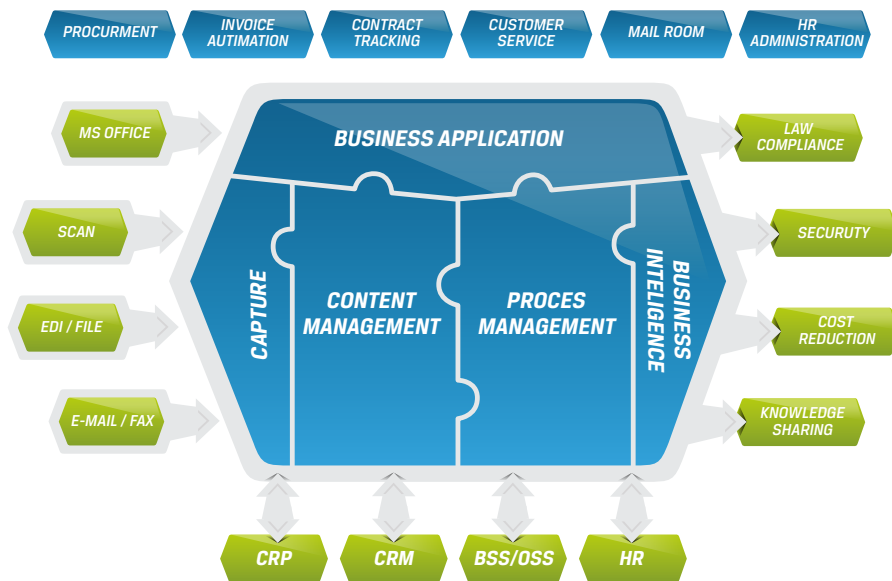 PROCURMENT
INVOICE
AUTIMATION
CONTRACT
TRACKING
CUSTOMER
SERVICE
MAIL ROOM
HR
ADMINISTRATION
MS OFFICE
SCAN
EDI / FILE
E-MAIL / FAX
BUSINESS APPLICATION
CAPTURE
CONTENT
MANAGEMENT
PROCES
MANAGEMENT
BUSINESS
INTELIGENCE
LAW
COMPLIANCE
SECURUTY
COST
REDUCTION
KNOWLEDGE
SHARING
CRP
CRM
BSS/OSS
HR